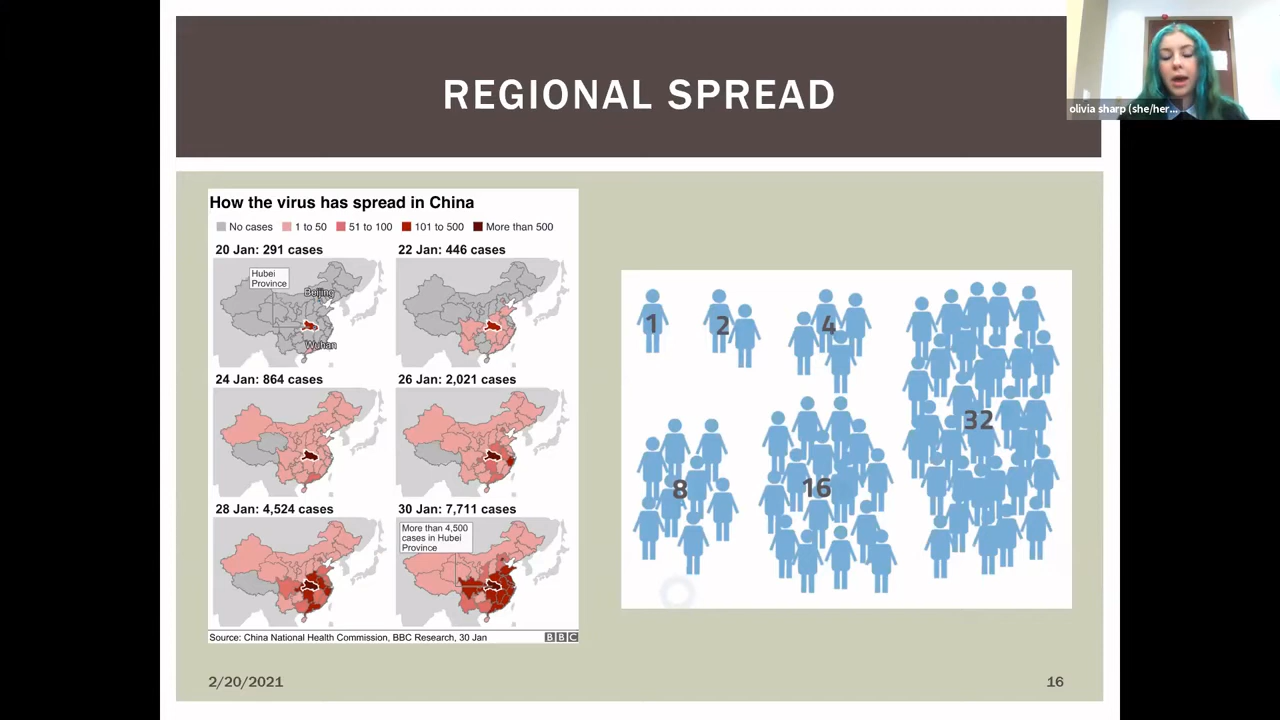 REGIONAL SPREAD
olivia sharp (she/her...
How the virus has spread in China
No cases 1 to 50 51 to 100 101 to 500 More than 500
20 Jan: 291 cases
Hubei
Province
Beijing
Wuhan
22 Jan: 446 cases
24 Jan: 864 cases
26 Jan: 2,021 cases
28 Jan: 4,524 cases
30 Jan: 7,711 cases
More than 4,500
cases in Hubei
Province
Source: China National Health Commission, BBC Research, 30 Jan
BBC
1
2
4
8
16
32
2/20/2021
16